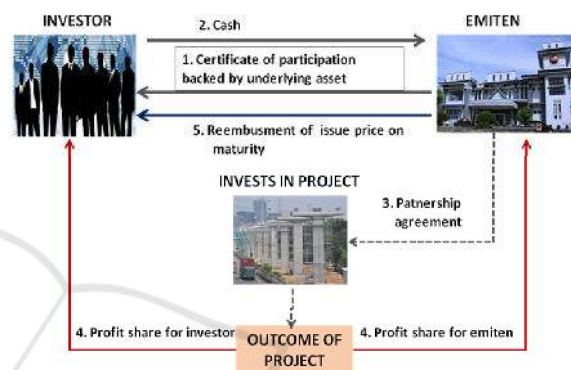 INVESTOR
EMITEN
2. Cash
1. Certificate of participation
backed by underlying asset
5. Reembusment of issue price on
maturity
INVESTS IN PROJECT
3. Patnership
agreement
4. Profit share for investor
OUTCOME OF
PROJECT
4. Profit share for emiten